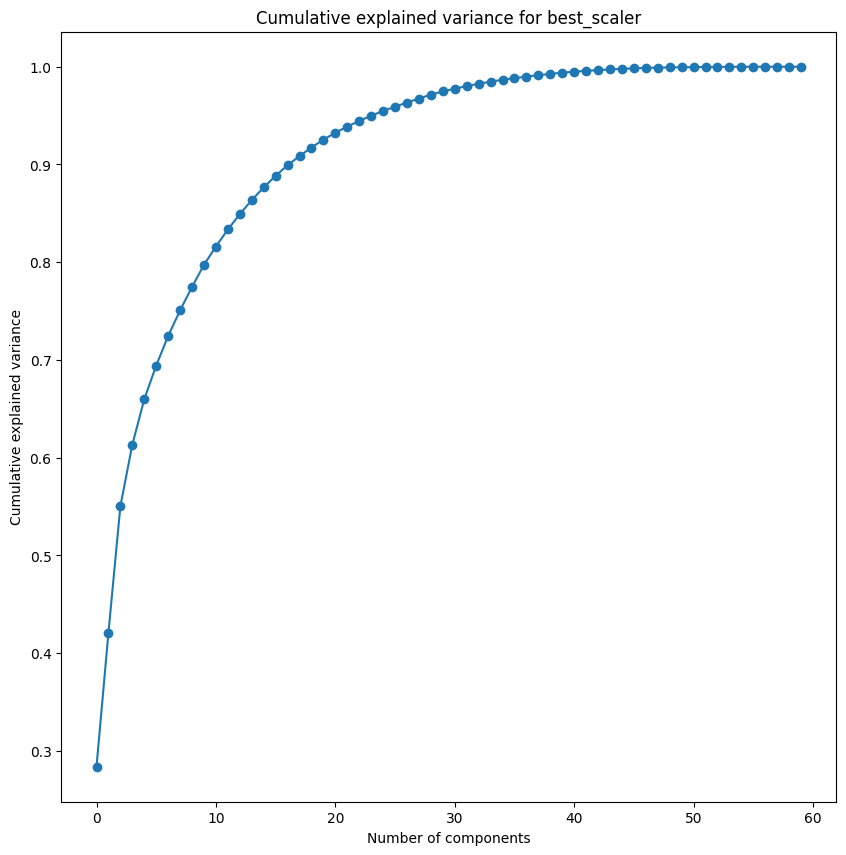 Cumulative explained variance for best_scaler
Cumulative explained variance
1.0
0.9
0.8
0.7
0.6
0.5
0.4
0.3
0 10 20 30 40 50 60
Number of components